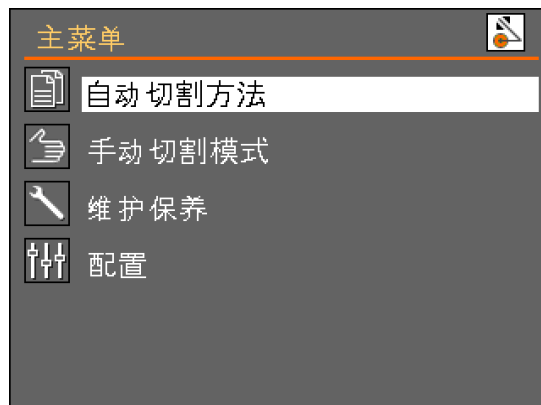 主菜单
自动切割方法
手动切割模式
维护保养
配置